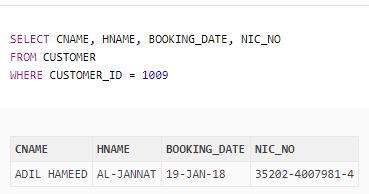 SELECT CNAME, HNAME, BOOKING_DATE, NIC_NO
FROM CUSTOMER
WHERE CUSTOMER_ID = 1009
CNAME HNAME BOOKING_DATE NIC_NO
ADIL HAMEED AL-JANNAT 19-JAN-18 35202-4007981-4